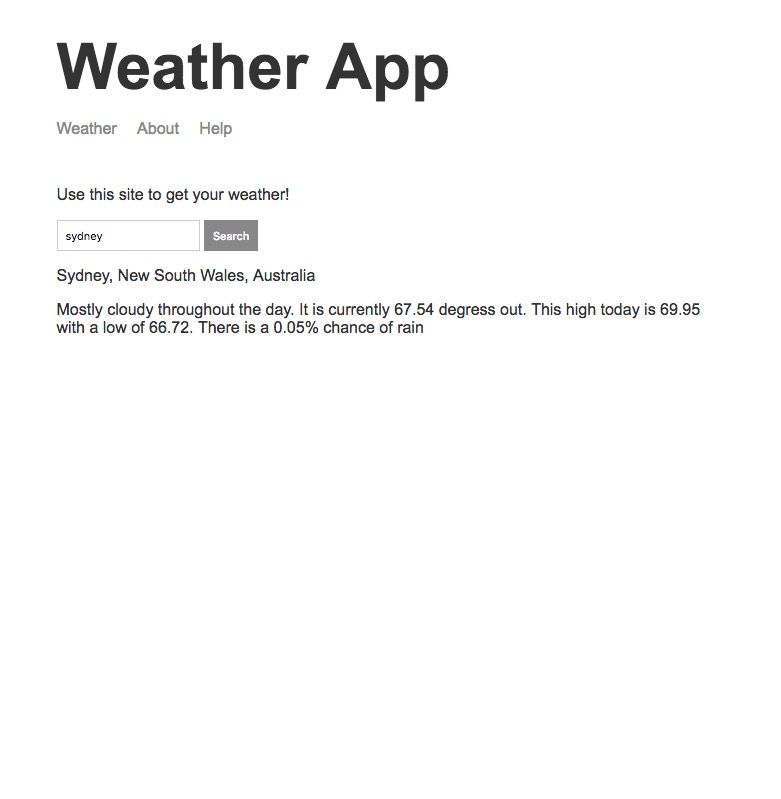 Weather App
Weather About Help
Use this site to get your weather!
sydney Search
Sydney, New South Wales, Australia
Mostly cloudy throughout the day. It is currently 67.54 degress out. This high today is 69.95
with a low of 66.72. There is a 0.05% chance of rain